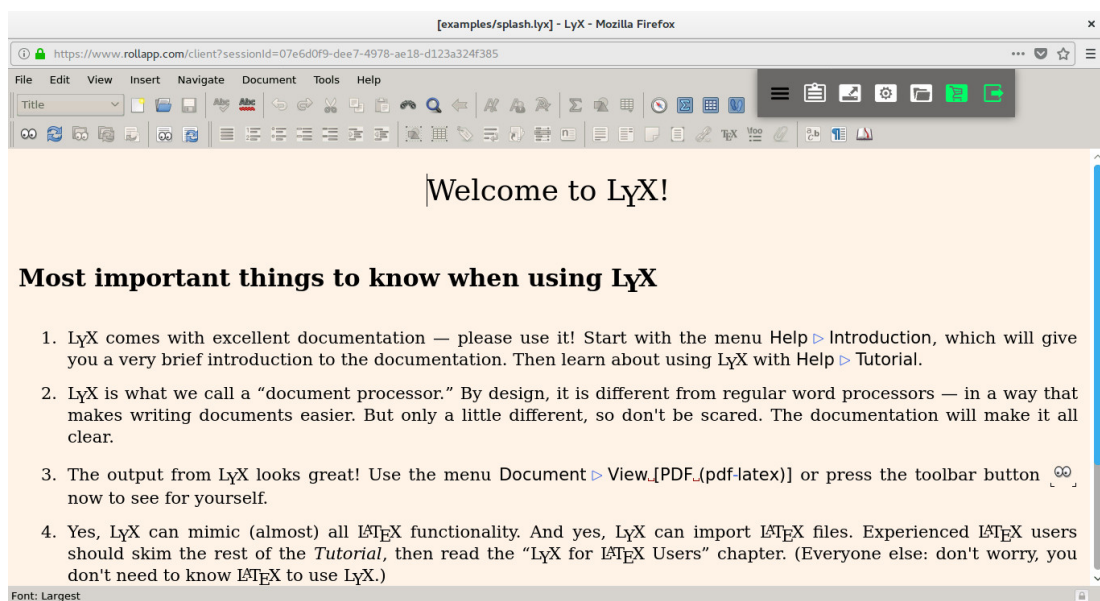 [examples/splash.lyx] - LyX - Mozilla Firefox
https://www.rollapp.com/client?sessionId=07e6d0f9-dee7-4978-ae18-d123a324f385
File Edit View Insert Navigate Document Tools Help
Title
Welcome to LyX!
Most important things to know when using LyX
1. LyX comes with excellent documentation — please use it! Start with the menu Help ▷ Introduction, which will give
you a very brief introduction to the documentation. Then learn about using LyX with Help ▷ Tutorial.
2. LyX is what we call a “document processor.” By design, it is different from regular word processors — in a way that
makes writing documents easier. But only a little different, so don't be scared. The documentation will make it all
clear.
3. The output from LyX looks great! Use the menu Document ▷ View [PDF (pdf-latex)] or press the toolbar button
now to see for yourself.
4. Yes, LyX can mimic (almost) all LATEX functionality. And yes, LyX can import LATEX files. Experienced LATEX users
should skim the rest of the Tutorial, then read the “LyX for LATEX Users” chapter. (Everyone else: don't worry, you
don't need to know LATEX to use LyX.)
Font: Largest